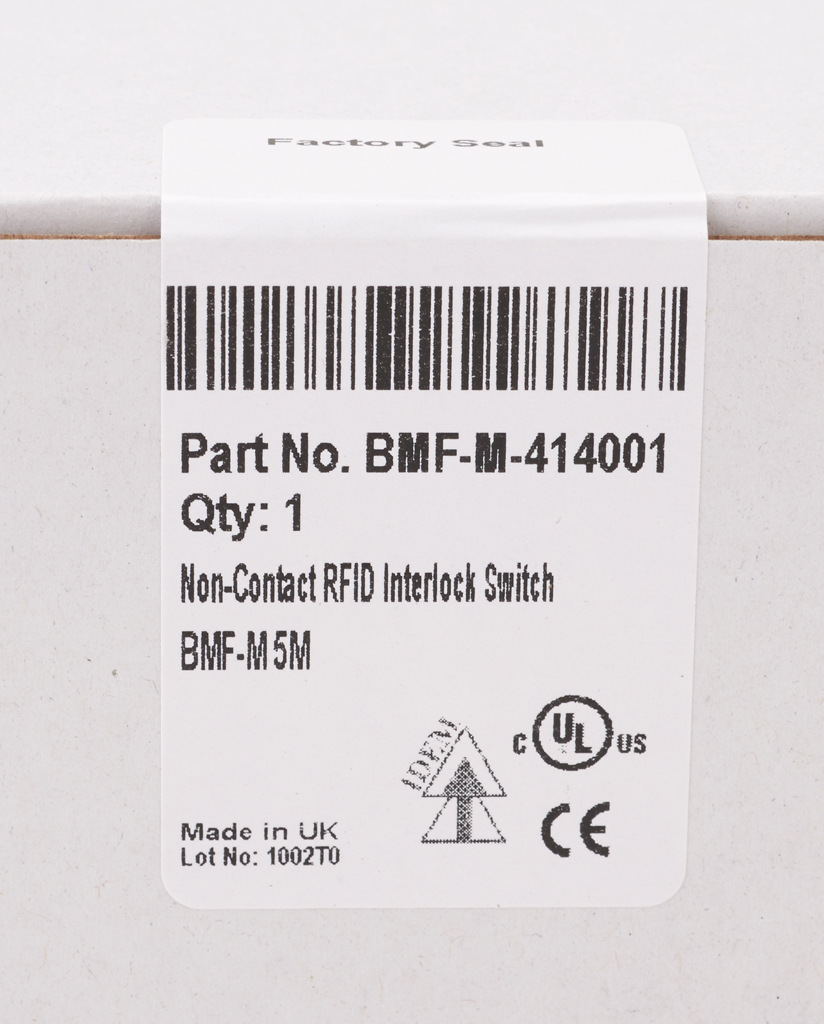 Factory Seal
Part No. BMF-M-414001
Qty: 1
Non-Contact RFID Interlock Switch
BMF-M 5M
IDEM
C UL US
CE
Made in UK
Lot No: 1002T0